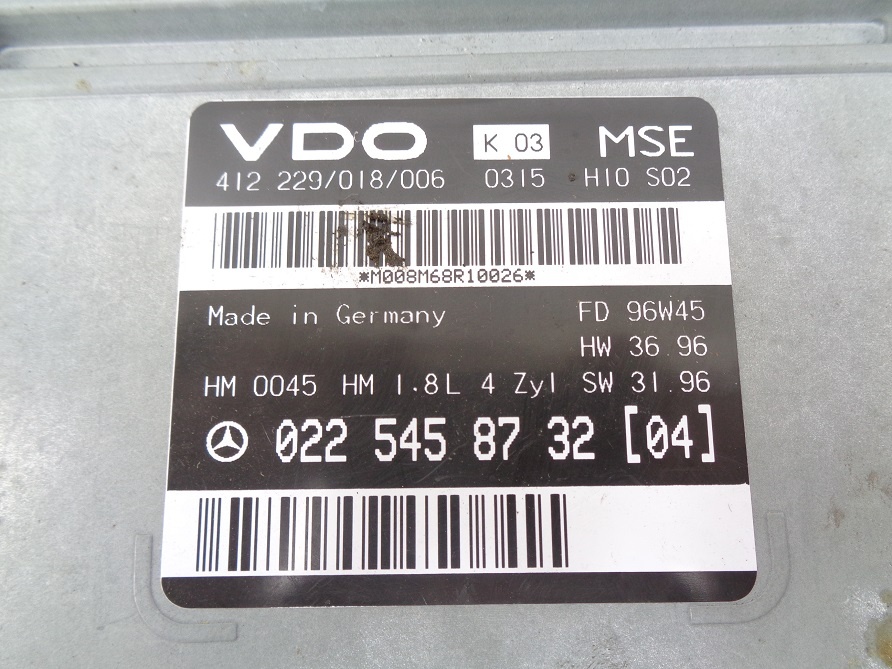 VDO K 03 MSE
412 229/018/006 0315 H10 S02
*M008M68R10026*
Made in Germany FD 96W45
HW 36 96
HM 0045 HM 1.8L 4 Zyl SW 31.96
022 545 87 32 [04]